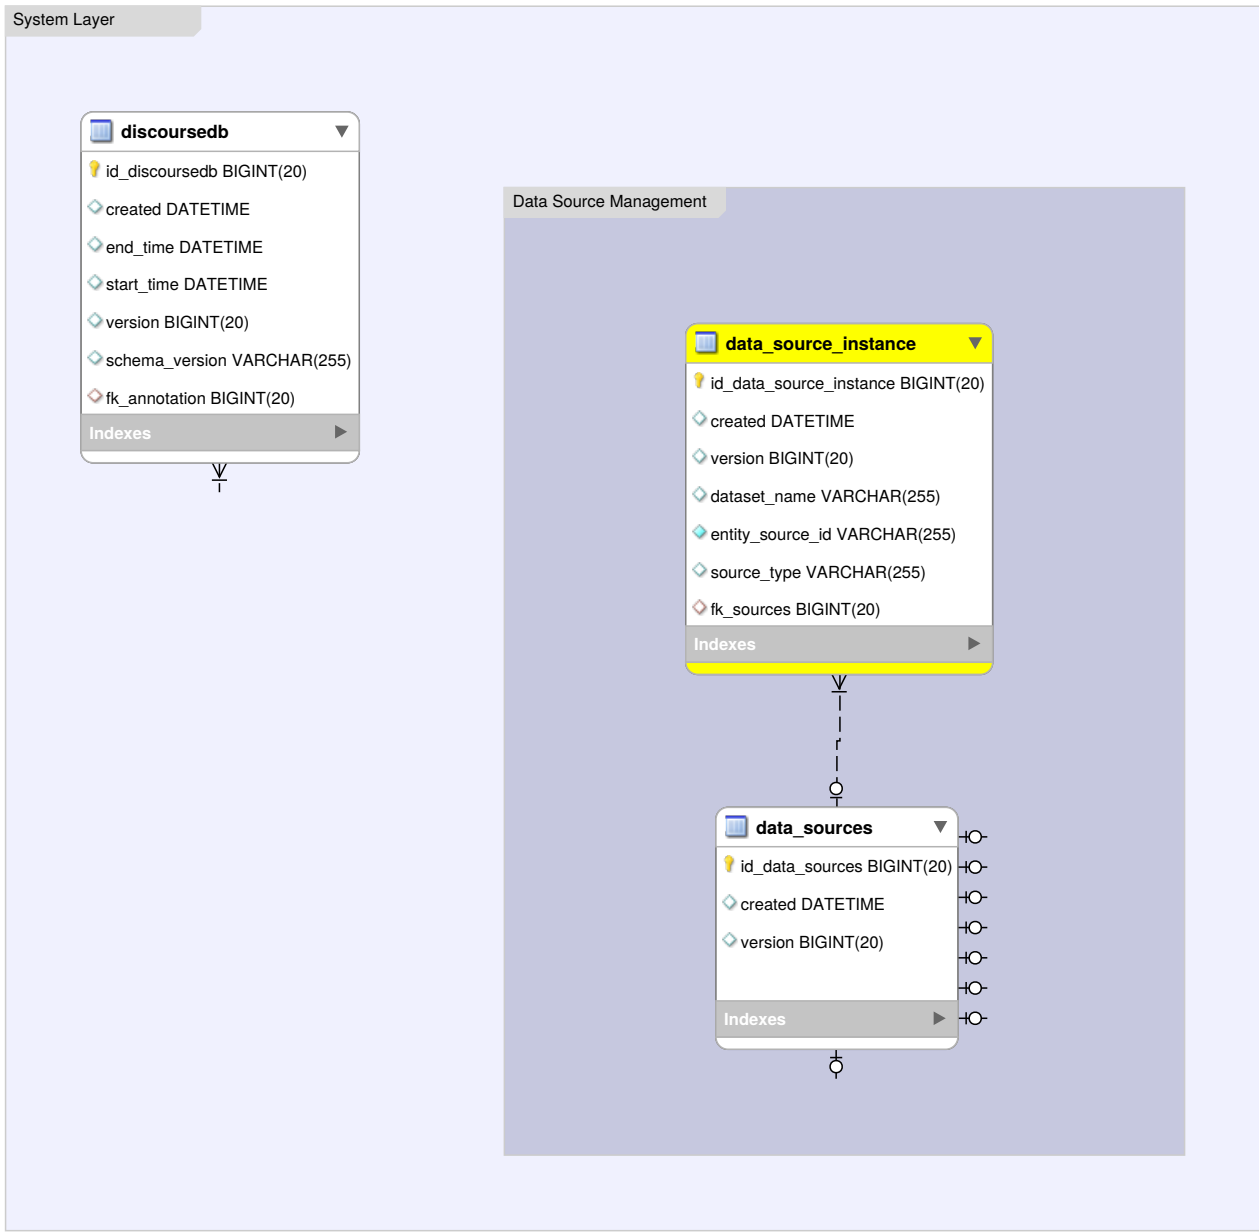 System Layer
discoursedb
id_discoursedb BIGINT(20)
created DATETIME
end_time DATETIME
start_time DATETIME
version BIGINT(20)
schema_version VARCHAR(255)
fk_annotation BIGINT(20)
Indexes
Data Source Management
data_source_instance
id_data_source_instance BIGINT(20)
created DATETIME
version BIGINT(20)
dataset_name VARCHAR(255)
entity_source_id VARCHAR(255)
source_type VARCHAR(255)
fk_sources BIGINT(20)
Indexes
data_sources
id_data_sources BIGINT(20)
created DATETIME
version BIGINT(20)
Indexes